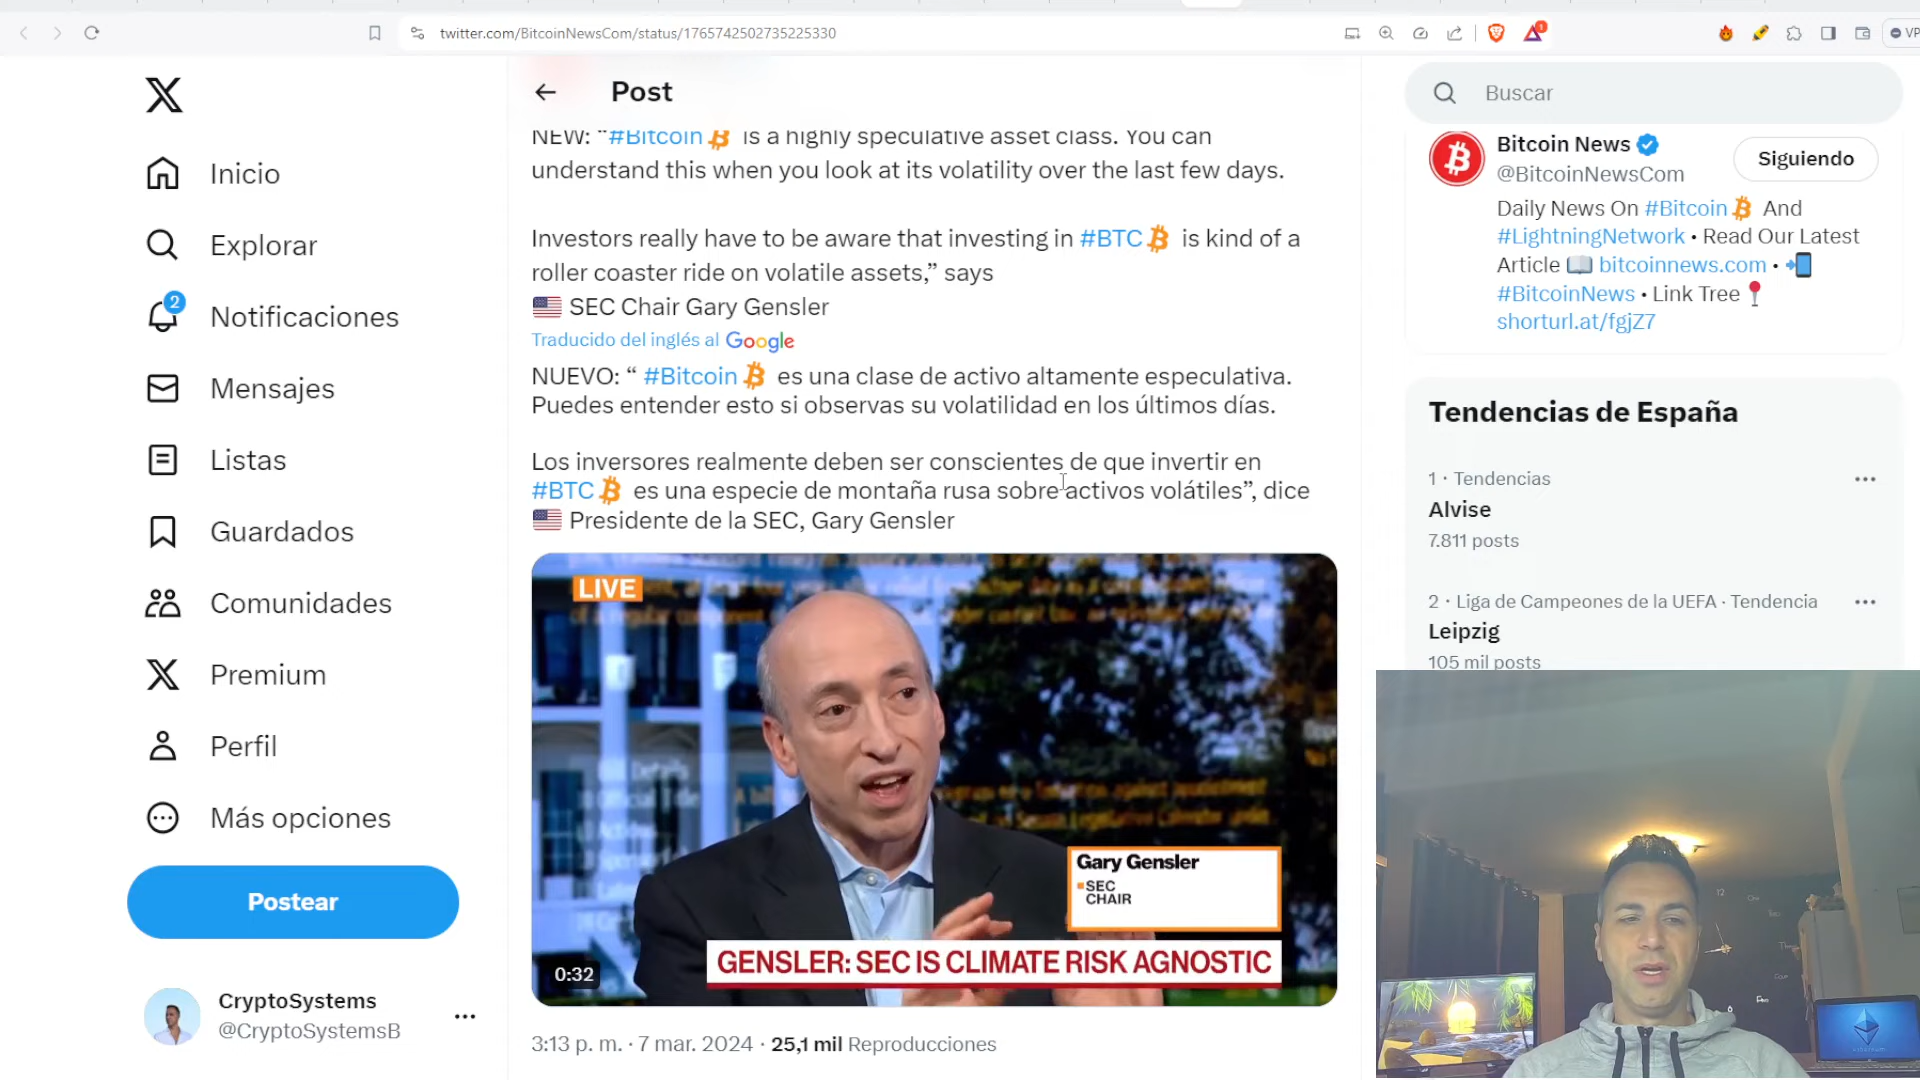 twitter.com/BitcoinNewsCom/status/1765742502735225330
1
VP
Inicio
Explorar
2
Notificaciones
Mensajes
Listas
Guardados
Comunidades
Premium
Perfil
Más opciones
Postear
CryptoSystems
@CryptoSystemsB
Post
NEW: “#Bitcoin is a highly speculative asset class. You can
understand this when you look at its volatility over the last few days.
Investors really have to be aware that investing in #BTC is kind of a
roller coaster ride on volatile assets,” says
SEC Chair Gary Gensler
Traducido del inglés al Google
NUEVO: “ #Bitcoin es una clase de activo altamente especulativa.
Puedes entender esto si observas su volatilidad en los últimos días.
Los inversores realmente deben ser conscientes de que invertir en
#BTC es una especie de montaña rusa sobre activos volátiles”, dice
Presidente de la SEC, Gary Gensler
LIVE
Gary Gensler
SEC
CHAIR
GENSLER: SEC IS CLIMATE RISK AGNOSTIC
0:32
3:13 p. m. · 7 mar. 2024 · 25,1 mil Reproducciones
Buscar
Bitcoin News
@BitcoinNewsCom
Siguiendo
Daily News On #Bitcoin And
#LightningNetwork • Read Our Latest
Article bitcoinnews.com •
#BitcoinNews • Link Tree
shorturl.at/fgjZ7
Tendencias de España
1 · Tendencias
Alvise
7.811 posts
2 · Liga de Campeones de la UEFA · Tendencia
Leipzig
105 mil posts
12